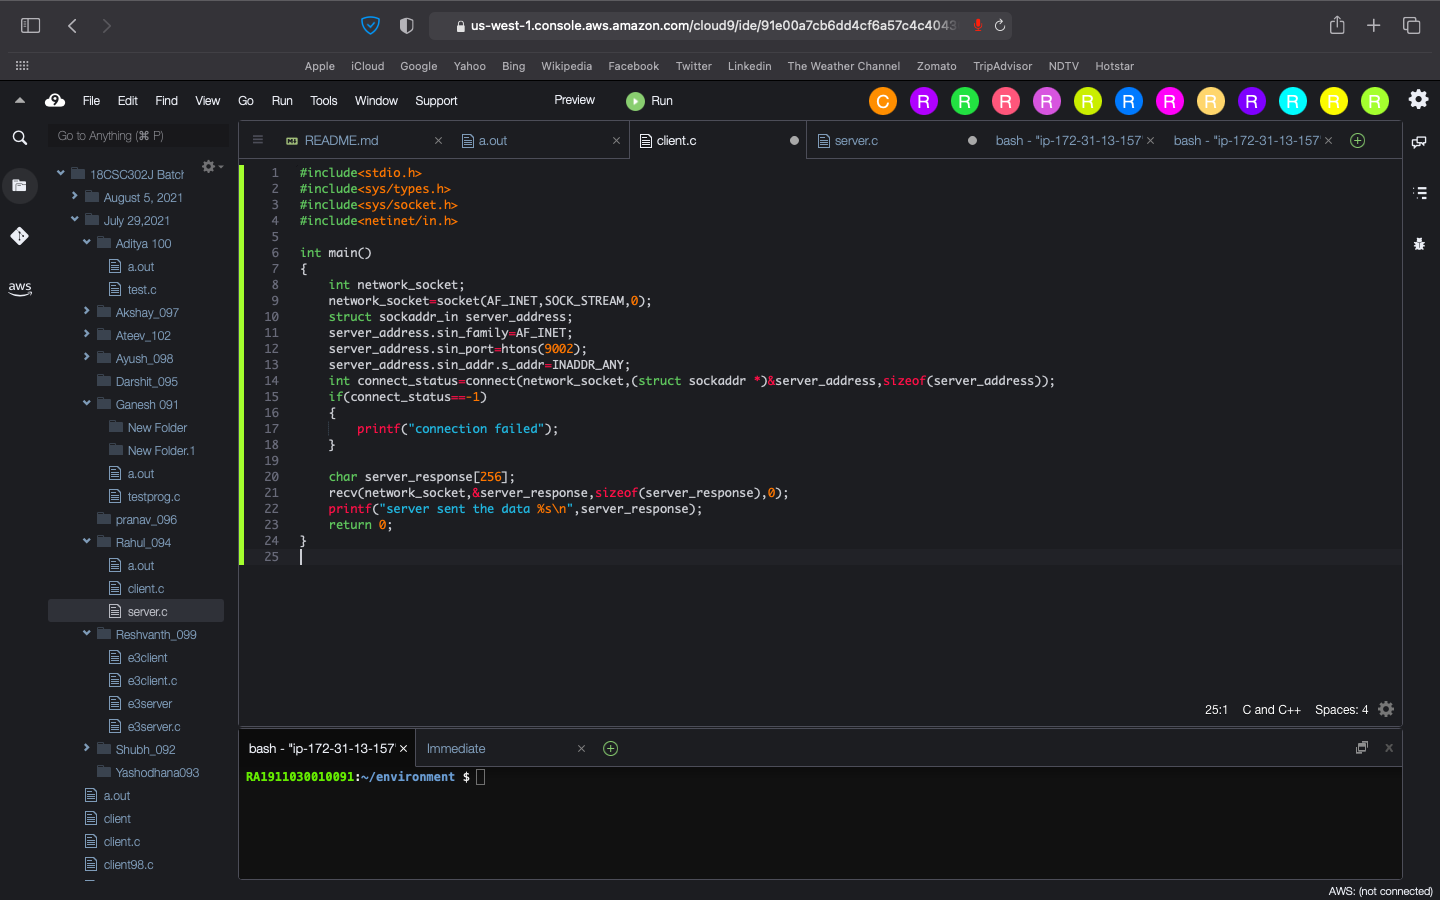 us-west-1.console.aws.amazon.com/cloud9/ide/91e00a7cb6dd4cf6a57c4c4043
Apple iCloud Google Yahoo Bing Wikipedia Facebook Twitter Linkedin The Weather Channel Zomato TripAdvisor NDTV Hotstar
9 File Edit Find View Go Run Tools Window Support Preview Run C R R R R R R R R R R R R
Go to Anything (⌘ P)
README.md a.out client.c server.c bash - "ip-172-31-13-157 bash - "ip-172-31-13-157
18CSC302J Batch
August 5, 2021
July 29,2021
Aditya 100
a.out
test.c
Akshay_097
Ateev_102
Ayush_098
Darshit_095
Ganesh 091
New Folder
New Folder.1
a.out
testprog.c
pranav_096
Rahul_094
a.out
client.c
server.c
Reshvanth_099
e3client
e3client.c
e3server
e3server.c
Shubh_092
Yashodhana093
a.out
client
client.c
client98.c
aws
1 #include<stdio.h>
2 #include<sys/types.h>
3 #include<sys/socket.h>
4 #include<netinet/in.h>
5
6 int main()
7 {
8 int network_socket;
9 network_socket=socket(AF_INET,SOCK_STREAM,0);
10 struct sockaddr_in server_address;
11 server_address.sin_family=AF_INET;
12 server_address.sin_port=htons(9002);
13 server_address.sin_addr.s_addr=INADDR_ANY;
14 int connect_status=connect(network_socket,(struct sockaddr *)&server_address,sizeof(server_address));
15 if(connect_status==-1)
16 {
17 printf("connection failed");
18 }
19
20 char server_response[256];
21 recv(network_socket,&server_response,sizeof(server_response),0);
22 printf("server sent the data %s\n",server_response);
23 return 0;
24 }
25
25:1 C and C++ Spaces: 4
bash - "ip-172-31-13-157 Immediate
RA1911030010091:~/environment $
AWS: (not connected)